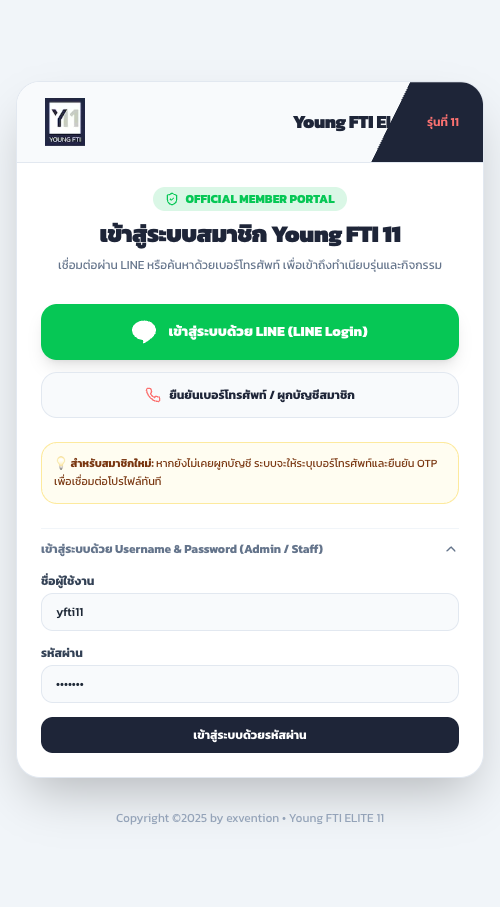 Y11
YOUNG FTI
Young FTI EL
รุ่นที่ 11
OFFICIAL MEMBER PORTAL
เข้าสู่ระบบสมาชิก Young FTI 11
เชื่อมต่อผ่าน LINE หรือค้นหาด้วยเบอร์โทรศัพท์ เพื่อเข้าถึงทำเนียบรุ่นและกิจกรรม
เข้าสู่ระบบด้วย LINE (LINE Login)
ยืนยันเบอร์โทรศัพท์ / ผูกบัญชีสมาชิก
💡 สำหรับสมาชิกใหม่: หากยังไม่เคยผูกบัญชี ระบบจะให้ระบุเบอร์โทรศัพท์และยืนยัน OTP
เพื่อเชื่อมต่อโปรไฟล์ทันที
เข้าสู่ระบบด้วย Username & Password (Admin / Staff)
ชื่อผู้ใช้งาน
yfti11
รหัสผ่าน
•••••••
เข้าสู่ระบบด้วยรหัสผ่าน
Copyright ©2025 by exvention • Young FTI ELITE 11